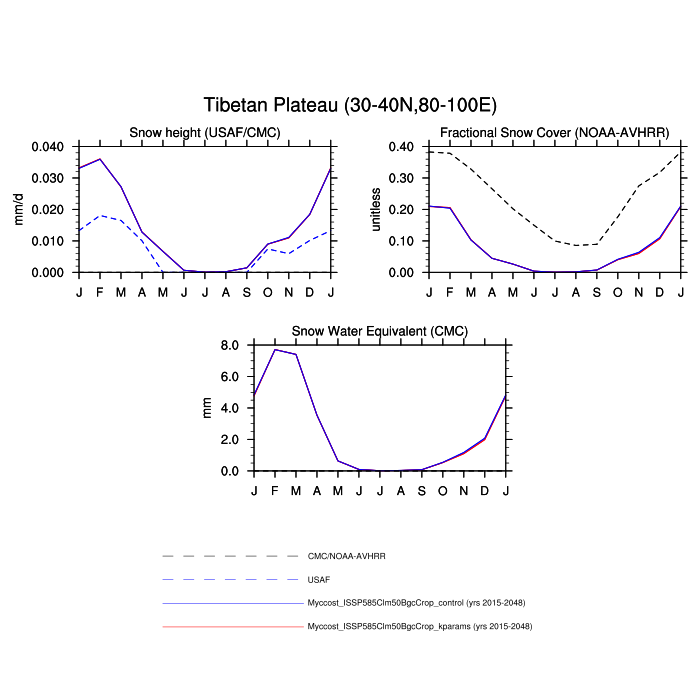 Tibetan Plateau (30-40N,80-100E)
Snow height (USAF/CMC)
mm/d
0.040
0.030
0.020
0.010
0.000
J F M A M J J A S O N D J
Fractional Snow Cover (NOAA-AVHRR)
unitless
0.40
0.30
0.20
0.10
0.00
J F M A M J J A S O N D J
Snow Water Equivalent (CMC)
mm
8.0
6.0
4.0
2.0
0.0
J F M A M J J A S O N D J
CMC/NOAA-AVHRR
USAF
Myccost_ISSP585Clm50BgcCrop_control (yrs 2015-2048)
Myccost_ISSP585Clm50BgcCrop_kparams (yrs 2015-2048)